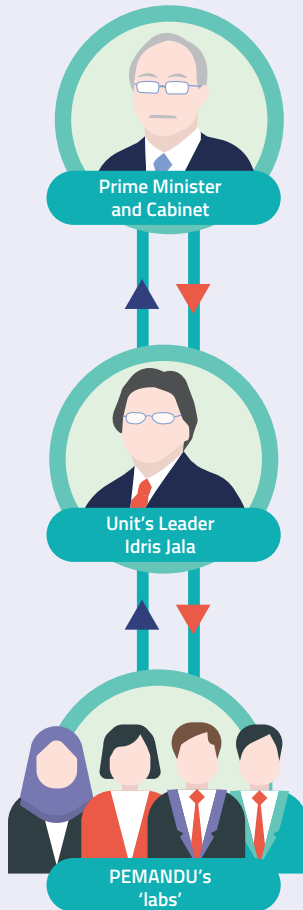 Prime Minister
and Cabinet
Unit's Leader
Idris Jala
PEMANDU's
'labs'